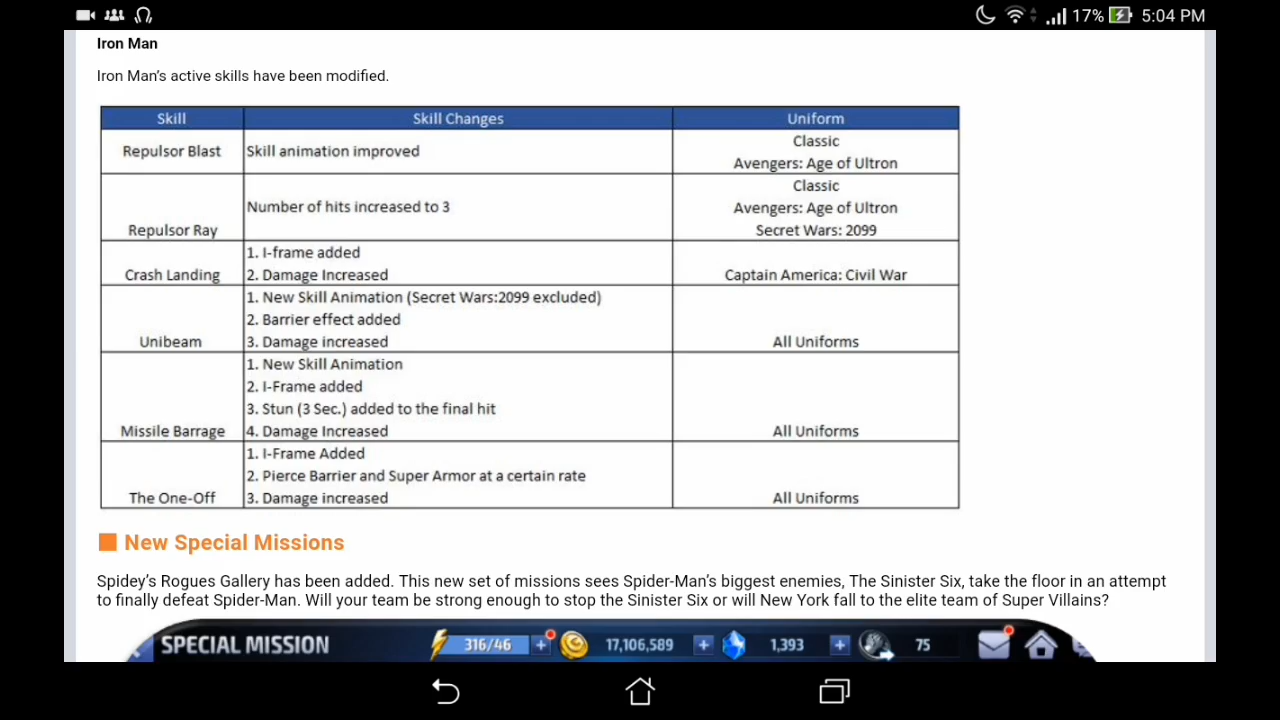 17% 5:04 PM
Iron Man
Iron Man's active skills have been modified.
Skill Skill Changes Uniform
Repulsor Blast Skill animation improved Classic
Avengers: Age of Ultron
Repulsor Ray Number of hits increased to 3 Classic
Avengers: Age of Ultron
Secret Wars: 2099
Crash Landing 1. I-frame added
2. Damage Increased Captain America: Civil War
Unibeam 1. New Skill Animation (Secret Wars:2099 excluded)
2. Barrier effect added
3. Damage increased All Uniforms
Missile Barrage 1. New Skill Animation
2. I-Frame added
3. Stun (3 Sec.) added to the final hit
4. Damage Increased All Uniforms
The One-Off 1. I-Frame Added
2. Pierce Barrier and Super Armor at a certain rate
3. Damage increased All Uniforms
New Special Missions
Spidey's Rogues Gallery has been added. This new set of missions sees Spider-Man's biggest enemies, The Sinister Six, take the floor in an attempt
to finally defeat Spider-Man. Will your team be strong enough to stop the Sinister Six or will New York fall to the elite team of Super Villains?
SPECIAL MISSION 316/46 + 17,106,589 + 1,393 + 75